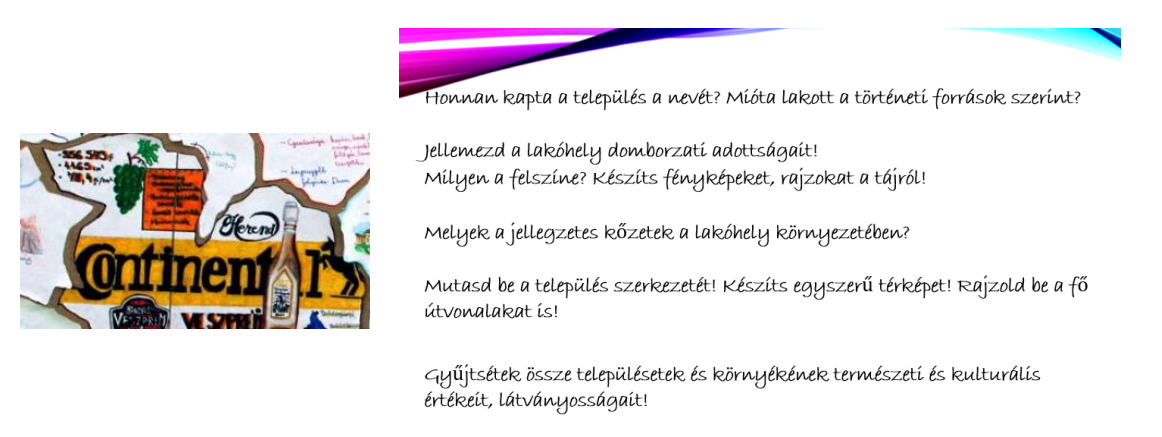 Herend
Continental
VESZPRÉM
Honnan kapta a település a nevét? Mióta lakott a történeti források szerint?
Jellemezd a lakóhely domborzati adottságait!
Milyen a felszíne? Készíts fényképeket, rajzokat a tájról!
Melyek a jellegzetes kőzetek a lakóhely környezetében?
Mutasd be a település szerkezetét! Készíts egyszerű térképet! Rajzold be a fő
útvonalakat is!
Gyűjtsétek össze településetek és környékének természeti és kulturális
értékeit, látványosságait!